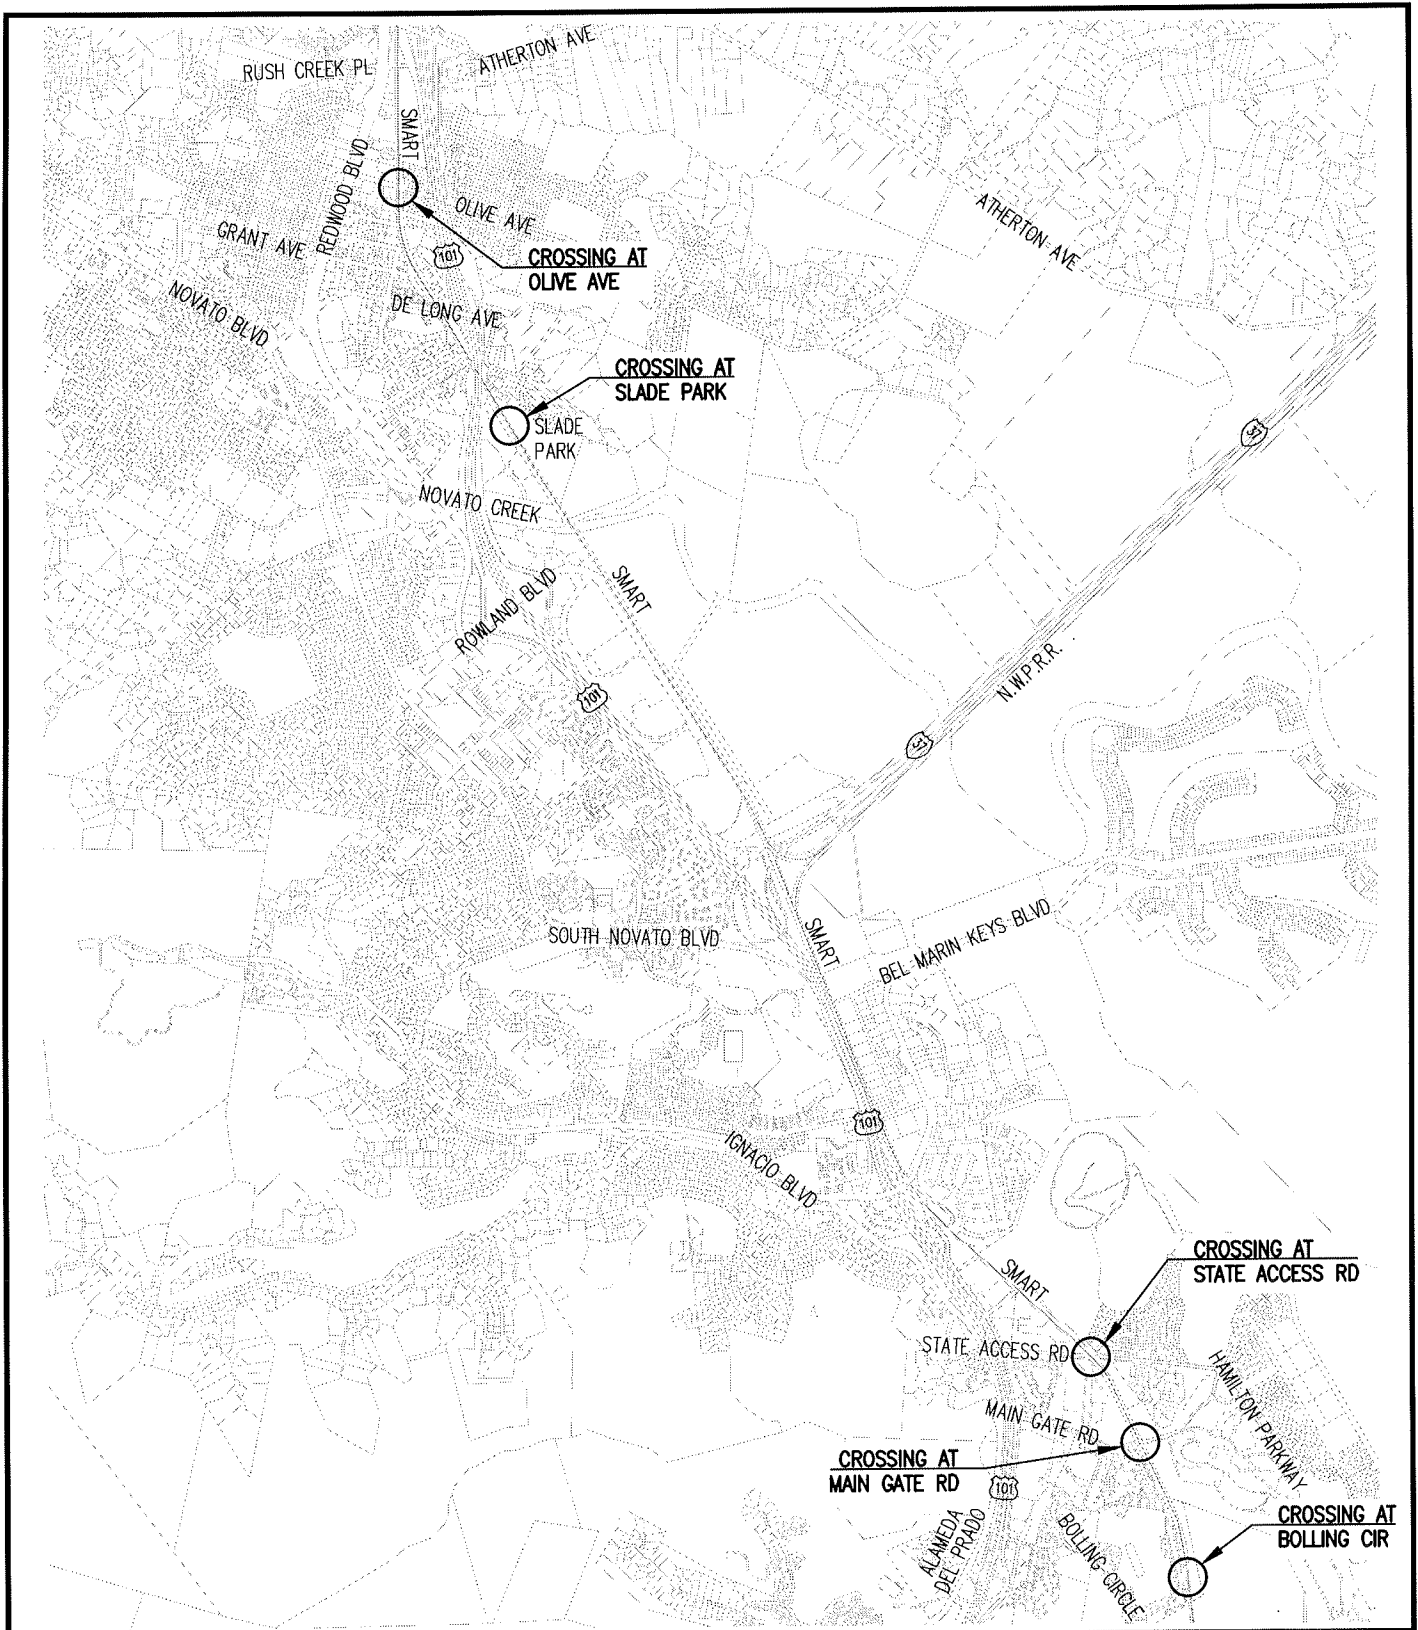 RUSH CREEK PL
ATHERTON AVE
SMART
REDWOOD BLVD
OLIVE AVE
GRANT AVE
101
CROSSING AT
OLIVE AVE
ATHERTON AVE
NOVATO BLVD
DE LONG AVE
CROSSING AT
SLADE PARK
SLADE
PARK
37
NOVATO CREEK
SMART
ROWLAND BLVD
N.W.P.R.R.
101
37
SMART
BEL MARIN KEYS BLVD
SOUTH NOVATO BLVD
101
IGNACIO BLVD
CROSSING AT
STATE ACCESS RD
SMART
STATE ACCESS RD
HAMILTON PARKWAY
MAIN GATE RD
CROSSING AT
MAIN GATE RD
101
ALAMEDA
DEL PRADO
BOLLING CIRCLE
CROSSING AT
BOLLING CIR